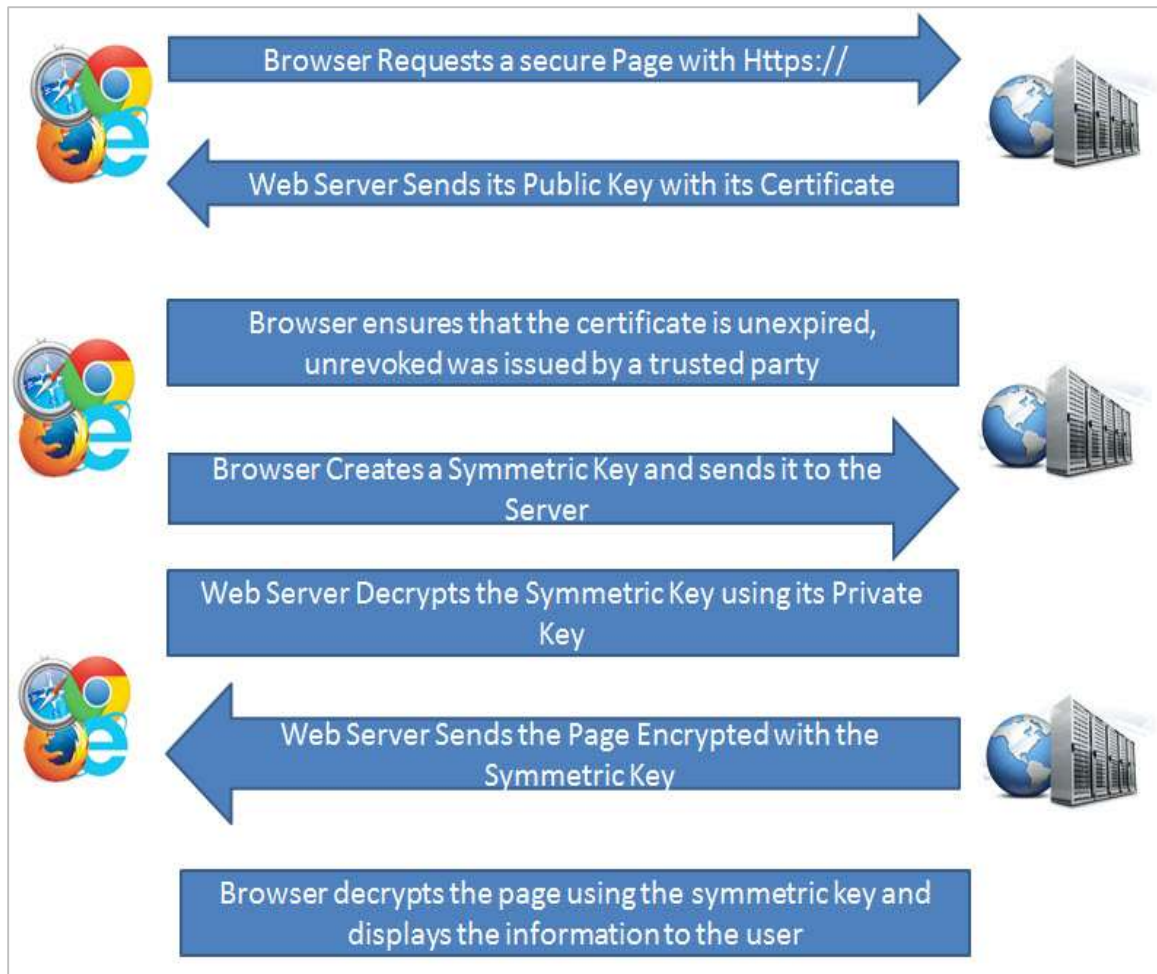 Browser Requests a secure Page with Https://
Web Server Sends its Public Key with its Certificate
Browser ensures that the certificate is unexpired,
unrevoked was issued by a trusted party
Browser Creates a Symmetric Key and sends it to the
Server
Web Server Decrypts the Symmetric Key using its Private
Key
Web Server Sends the Page Encrypted with the
Symmetric Key
Browser decrypts the page using the symmetric key and
displays the information to the user